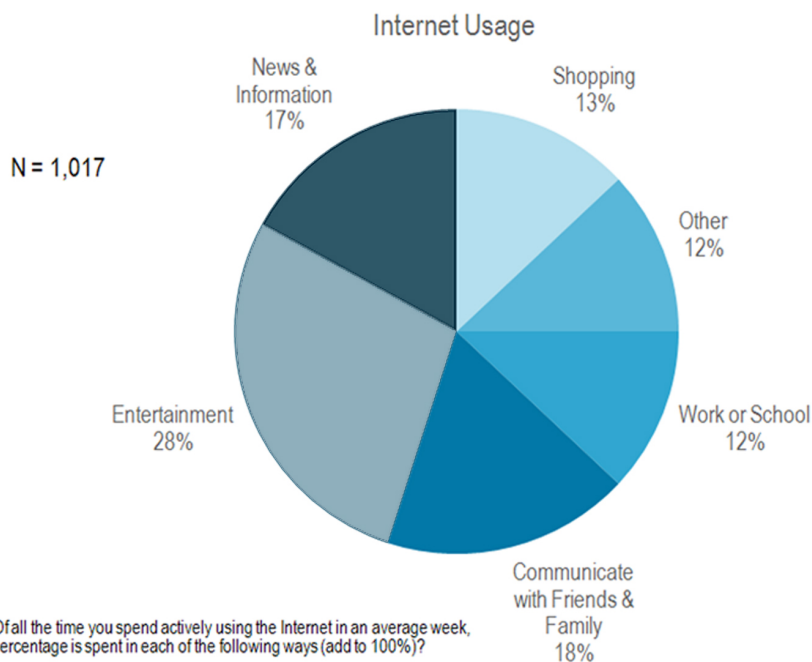 Internet Usage
News &
Information
17%
Shopping
13%
N = 1,017
Other
12%
Entertainment
28%
Work or School
12%
Communicate
with Friends &
Family
18%
all the time you spend actively using the Internet in an average week,
is spent in each of the following ways (add to 100%)?